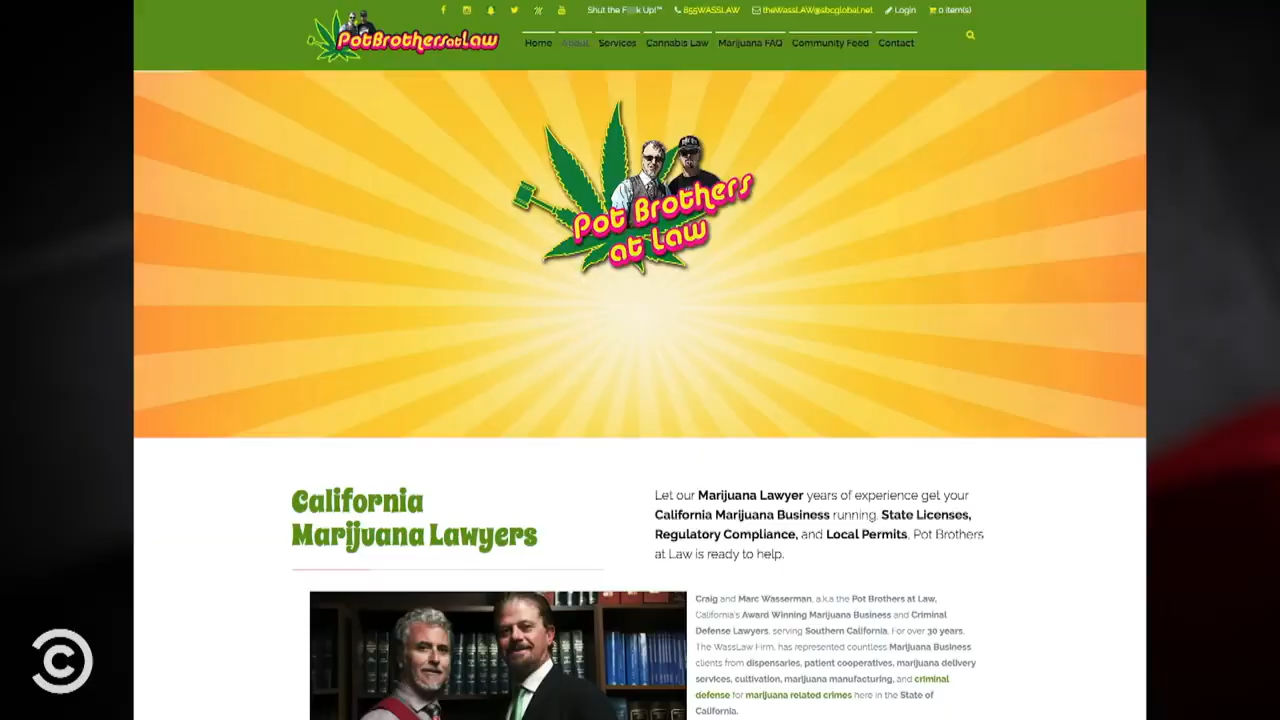 Shut the F**k Up!™ 855WASSLAW theWassLAW@sbcglobal.net Login 0 item(s)
PotBrothersatLaw
Home About Services Cannabis Law Marijuana FAQ Community Feed Contact
Pot Brothers
at Law
California
Marijuana Lawyers
Let our Marijuana Lawyer years of experience get your
California Marijuana Business running. State Licenses,
Regulatory Compliance, and Local Permits, Pot Brothers
at Law is ready to help.
Craig and Marc Wasserman, a.k.a the Pot Brothers at Law,
California's Award Winning Marijuana Business and Criminal
Defense Lawyers, serving Southern California. For over 30 years.
The WassLaw Firm, has represented countless Marijuana Business
clients from dispensaries, patient cooperatives, marijuana delivery
services, cultivation, marijuana manufacturing, and criminal
defense for marijuana related crimes here in the State of
California.